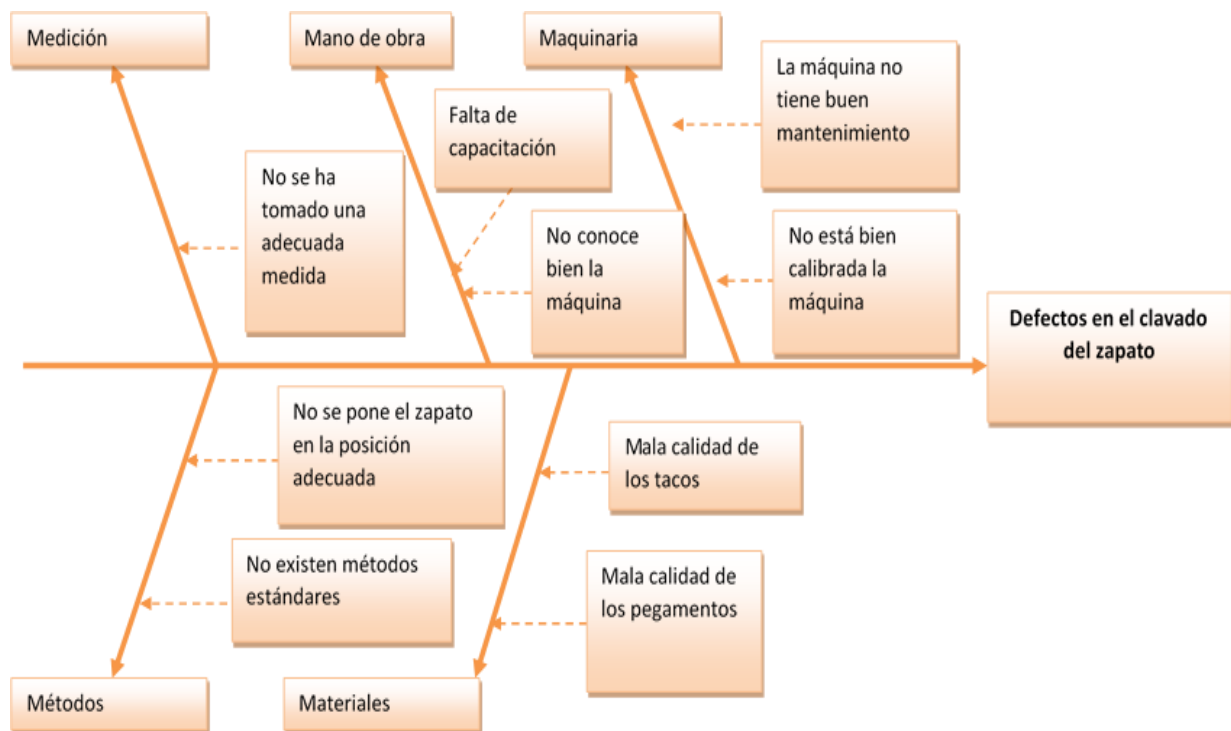 Medición
Mano de obra
Maquinaria
La máquina no
tiene buen
mantenimiento
Falta de
capacitación
No se ha
tomado una
adecuada
medida
No conoce
bien la
máquina
No está bien
calibrada la
máquina
Defectos en el clavado
del zapato
No se pone el zapato
en la posición
adecuada
Mala calidad de
los tacos
No existen métodos
estándares
Mala calidad de
los pegamentos
Métodos
Materiales